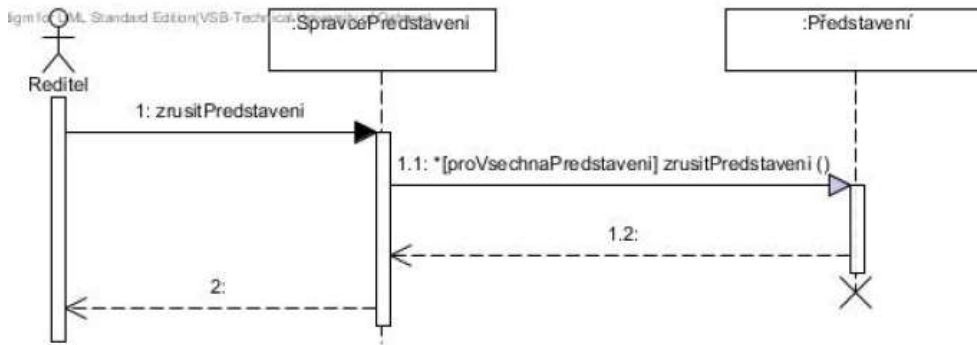 :SpravcePredstaveni
:Představení
Reditel
1: zrusitPredstaveni
1.1: *[proVsechnaPredstaveni] zrusitPredstaveni ()
1.2:
2: